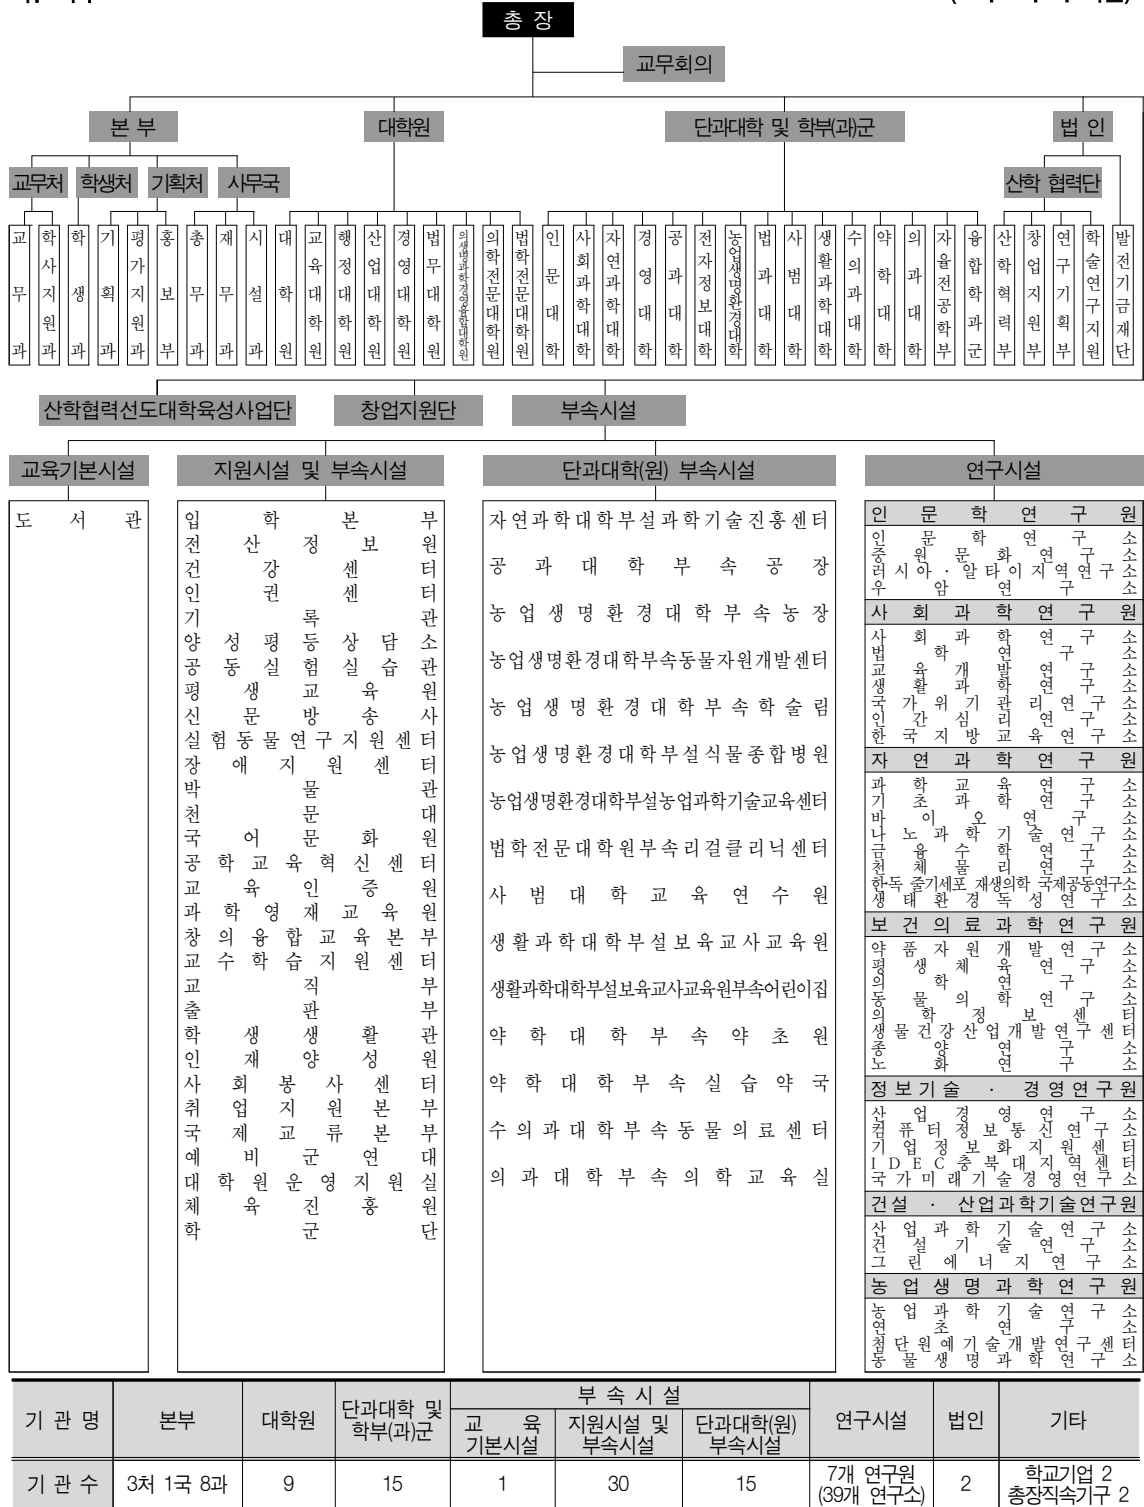 총 장
교무회의
본 부
대학원
단과대학 및 학부(과)군
법 인
교무처
학생처
기획처
사무국
산학 협력단
교무과
학사지원과
학생과
기획과
평가지원과
홍보부
총무과
재무과
시설과
대학원
교육대학원
행정대학원
산업대학원
경영대학원
법무대학원
의생명과학경영융합대학원
의학전문대학원
법학전문대학원
인문대학
사회과학대학
자연과학대학
경영대학
공과대학
전자정보대학
농업생명환경대학
법과대학
사범대학
생활과학대학
수의과대학
약학대학
의과대학
자율전공학부
융합학과군
산학협력부
창업지원부
연구기획부
학술연구지원
발전기금재단
산학협력선도대학육성사업단
창업지원단
부속시설
교육기본시설
지원시설 및 부속시설
단과대학(원) 부속시설
연구시설
도 서 관
입 학 본 부
전 산 정 보 원
건 강 센 터
인 권 센 터
기 록 관
양 성 평 등 상 담 소
공 동 실 험 실 습 관
평 생 교 육 원
신 문 방 송 사
실 험 동 물 연 구 지 원 센 터
장 애 지 원 센 터
박 물 관
천 문 대
국 어 문 화 원
공 학 교 육 혁 신 센 터
교 육 인 증 원
과 학 영 재 교 육 원
창 의 융 합 교 육 본 부
교 수 학 습 지 원 센 터
교 직 부
출 판 부
학 생 생 활 관
인 재 양 성 원
사 회 봉 사 센 터
취 업 지 원 본 부
국 제 교 류 본 부
예 비 군 연 대
대 학 원 운 영 지 원 실
체 육 진 흥 원
학 군 단
자연과학대학부설과학기술진흥센터
공 과 대 학 부 속 공 장
농 업 생 명 환 경 대 학 부 속 농 장
농업생명환경대학부속동물자원개발센터
농 업 생 명 환 경 대 학 부 속 학 술 림
농업생명환경대학부설식물종합병원
농업생명환경대학부설농업과학기술교육센터
법학전문대학원부속리걸클리닉센터
사 범 대 학 교 육 연 수 원
생활과학대학부설보육교사교육원
생활과학대학부설보육교사교육원부속어린이집
약 학 대 학 부 속 약 초 원
약 학 대 학 부 속 실 습 약 국
수 의 과 대 학 부 속 동 물 의 료 센 터
의 과 대 학 부 속 의 학 교 육 실
인 문 학 연 구 원
인 문 학 연 구 소
중 원 문 화 연 구 소
러 시 아 · 알 타 이 지 역 연 구 소
우 암 연 구 소
사 회 과 학 연 구 원
사 회 과 학 연 구 소
법 학 연 구 소
교 육 개 발 연 구 소
생 활 과 학 연 구 소
국 가 위 기 관 리 연 구 소
인 간 심 리 연 구 소
한 국 지 방 교 육 연 구 소
자 연 과 학 연 구 원
과 학 교 육 연 구 소
기 초 과 학 연 구 소
바 이 오 연 구 소
나 노 과 학 기 술 연 구 소
금 융 수 학 연 구 소
천 체 물 리 연 구 소
한·독 줄기세포 재생의학 국제공동연구소
생 태 환 경 독 성 연 구 소
보 건 의 료 과 학 연 구 원
약 품 자 원 개 발 연 구 소
평 생 체 육 연 구 소
의 학 연 구 소
동 물 의 학 연 구 소
의 학 정 보 센 터
생 물 건 강 산 업 개 발 연 구 센 터
종 양 연 구 소
노 화 연 구 소
정 보 기 술 · 경 영 연 구 원
산 업 경 영 연 구 소
컴 퓨 터 정 보 통 신 연 구 소
기 업 정 보 화 지 원 센 터
I D E C 충 북 대 지 역 센 터
국 가 미 래 기 술 경 영 연 구 소
건설 · 산업과학기술연구원
산 업 과 학 기 술 연 구 소
건 설 기 술 연 구 소
그 린 에 너 지 연 구 소
농 업 생 명 과 학 연 구 원
농 업 과 학 기 술 연 구 소
연 초 연 구 소
첨 단 원 예 기 술 개 발 연 구 센 터
동 물 생 명 과 학 연 구 소
기 관 명
본부
대학원
단과대학 및
학부(과)군
부 속 시 설
교 육
기본시설
지원시설 및
부속시설
단과대학(원)
부속시설
연구시설
법인
기타
기 관 수
3처 1국 8과
9
15
1
30
15
7개 연구원
(39개 연구소)
2
학교기업 2
총장직속기구 2